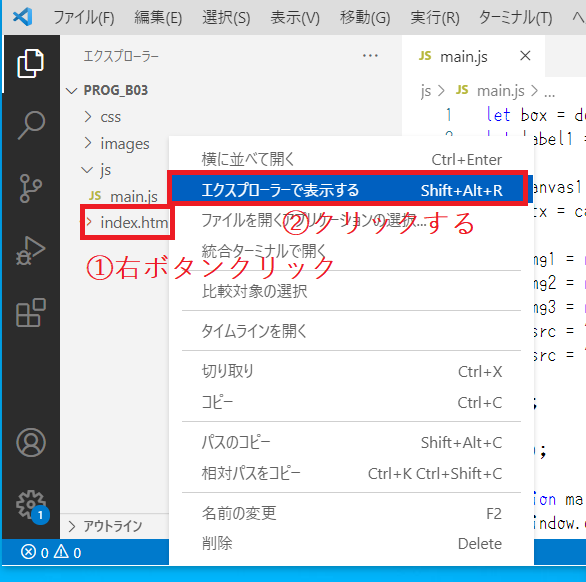 ファイル(F) 編集(E) 選択(S) 表示(V) 移動(G) 実行(R) ターミナル(T) ヘ
エクスプローラー ···
JS main.js ×
PROG_B03
js > JS main.js > ...
css
images
js
JS main.js
index.htm
1 let box = d
2
label1 =
anvas1
tx = ca
mg1 =
mg2 =
mg3 =
src =
src =
;
);
ion ma
indow.
横に並べて開く Ctrl+Enter
エクスプローラーで表示する Shift+Alt+R
ファイルを開くアプリケーションの選択...
統合ターミナルで開く
比較対象の選択
タイムラインを開く
切り取り Ctrl+X
コピー Ctrl+C
パスのコピー Shift+Alt+C
相対パスをコピー Ctrl+K Ctrl+Shift+C
名前の変更 F2
削除 Delete
①右ボタンクリック
②クリックする
1
アウトライン
0 0